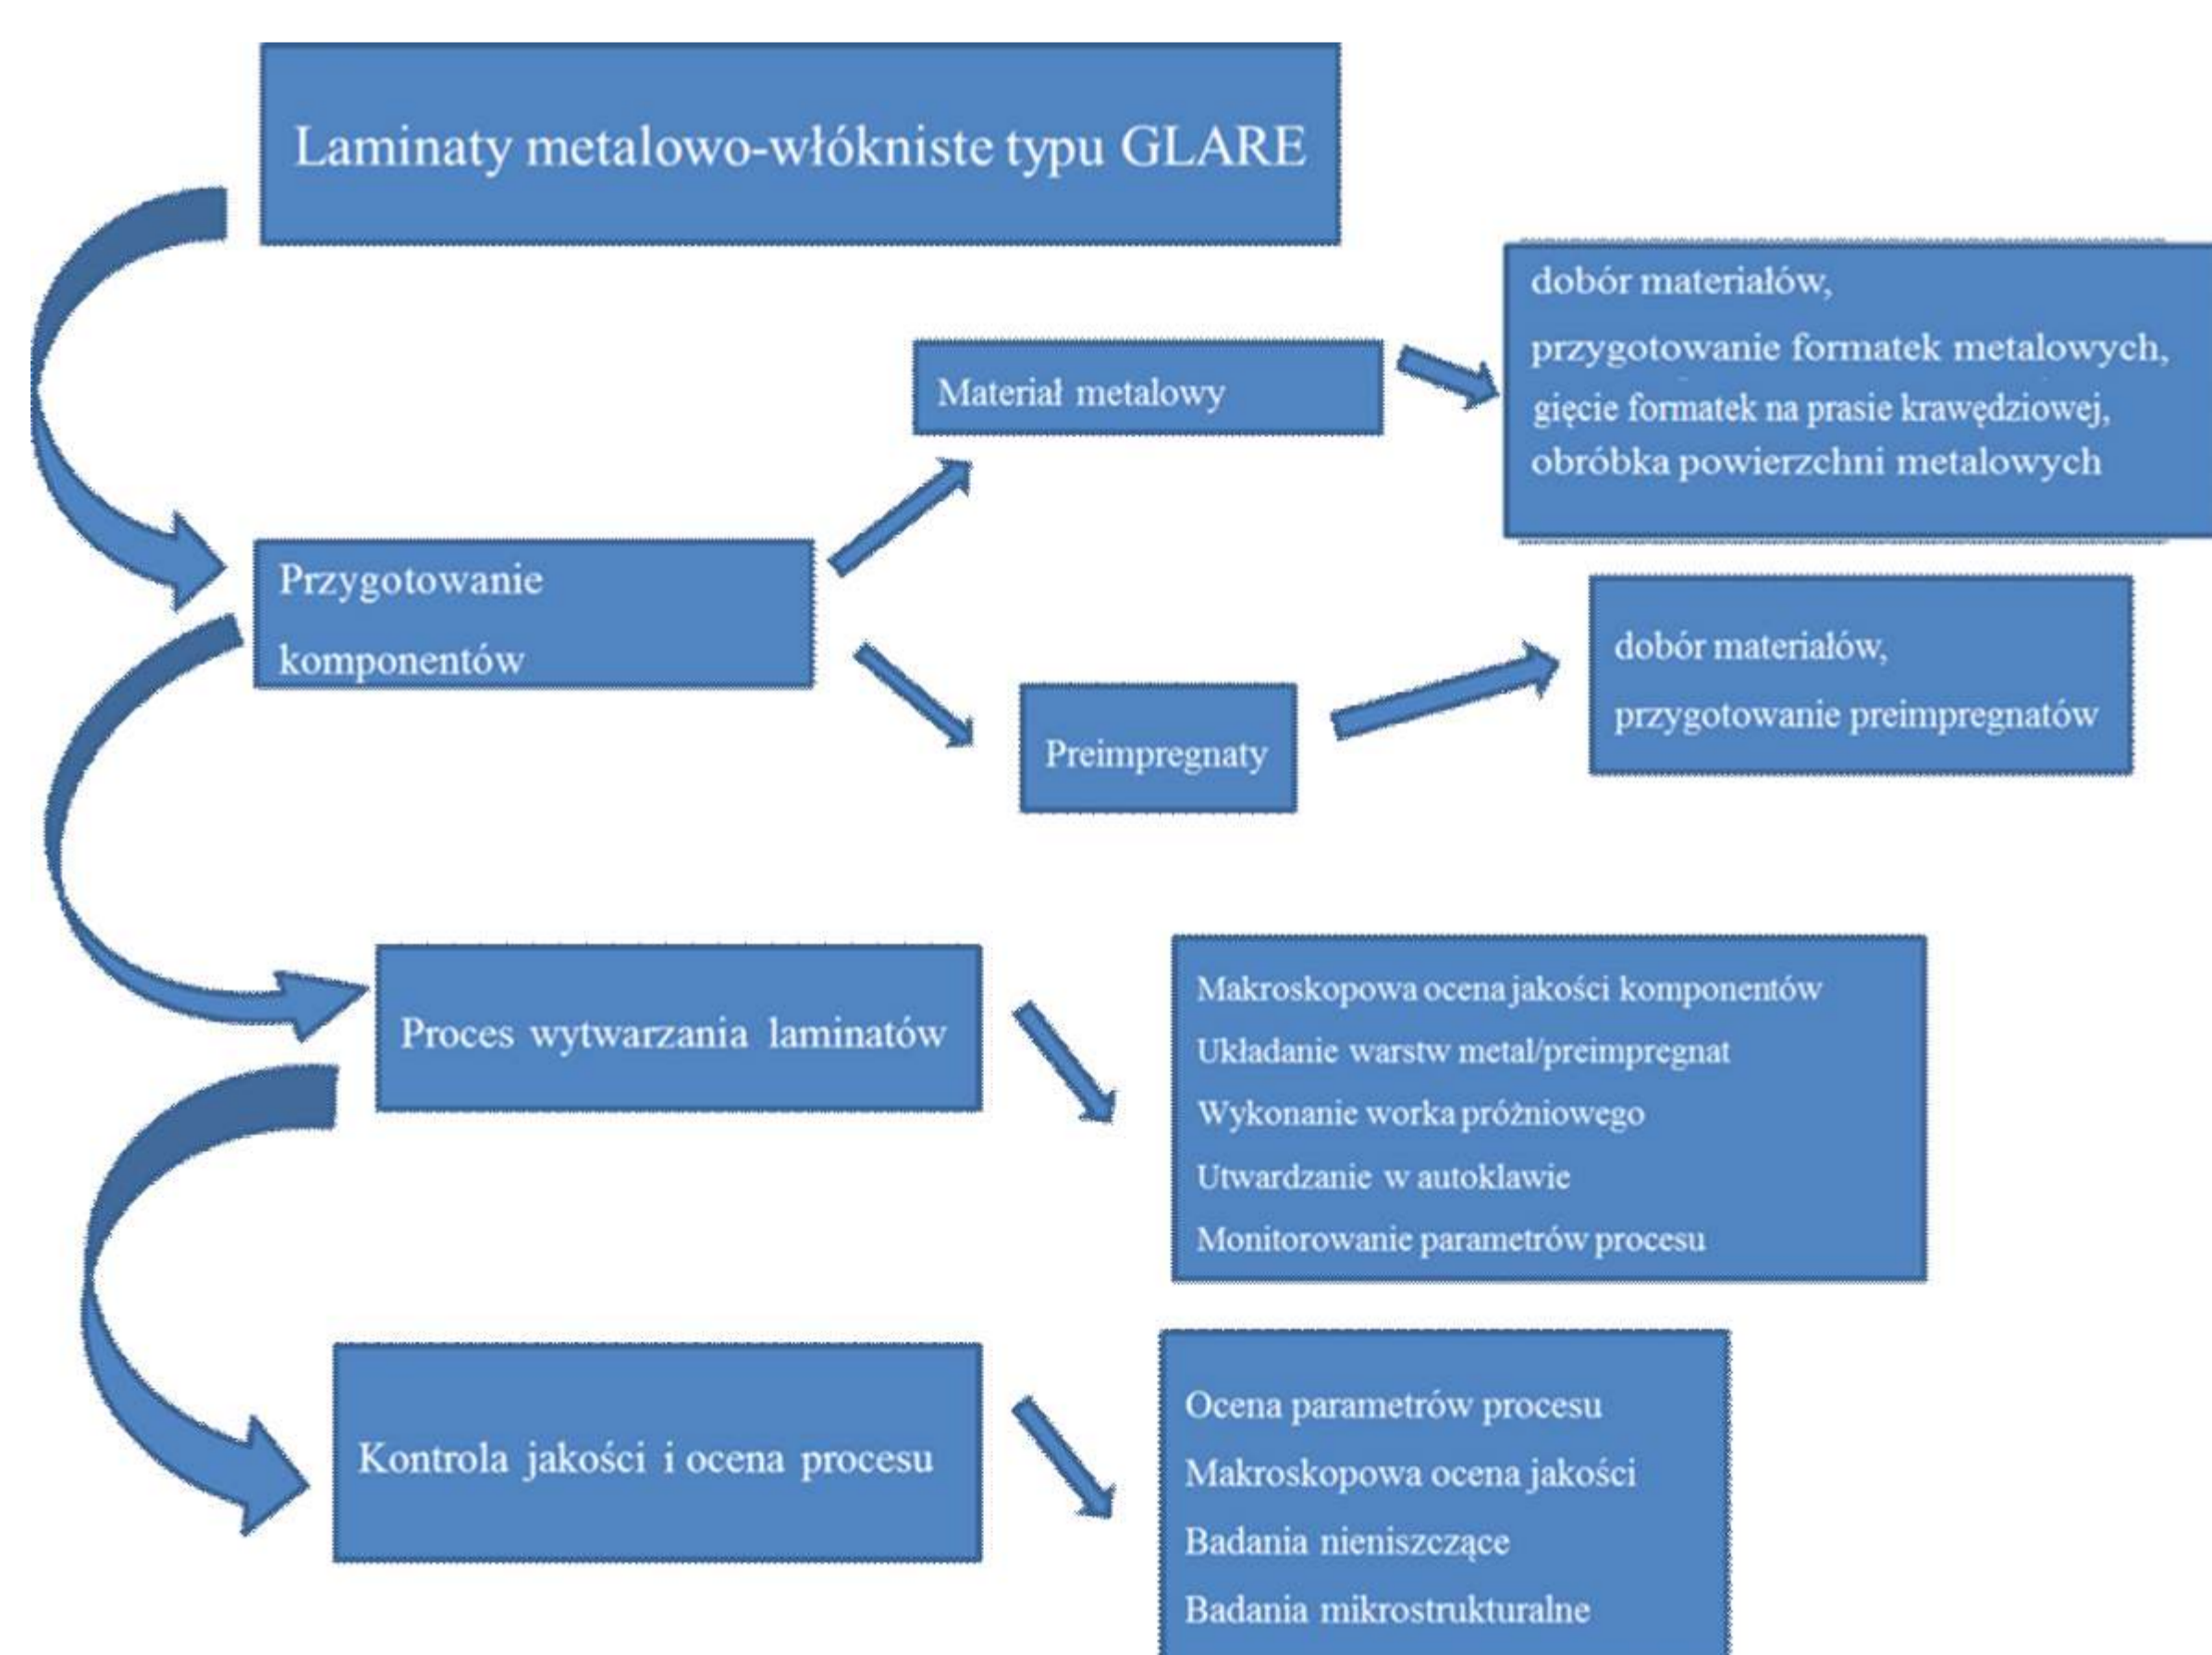 Laminaty metalowo-włókniste typu GLARE
Materiał metalowy
dobór materiałów,
przygotowanie formatek metalowych,
gięcie formatek na prasie krawędziowej,
obróbka powierzchni metalowych
Przygotowanie
komponentów
Preimpregnaty
dobór materiałów,
przygotowanie preimpregnatów
Proces wytwarzania laminatów
Makroskopowa ocena jakości komponentów
Układanie warstw metal/preimpregnat
Wykonanie worka próżniowego
Utwardzanie w autoklawie
Monitorowanie parametrów procesu
Kontrola jakości i ocena procesu
Ocena parametrów procesu
Makroskopowa ocena jakości
Badania nieniszczące
Badania mikrostrukturalne